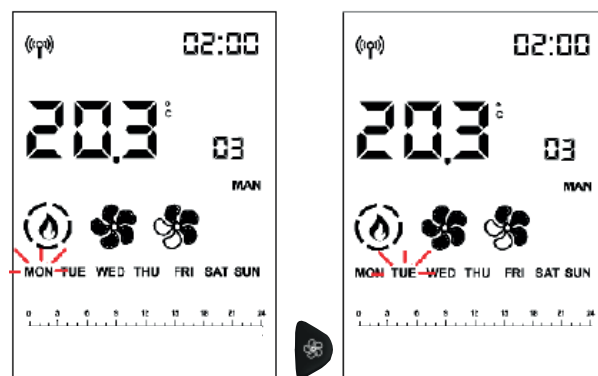 02:00
20.3 °C
03
MAN
MON TUE WED THU FRI SAT SUN
0 3 6 9 12 15 18 21 24
02:00
20.3 °C
03
MAN
MON TUE WED THU FRI SAT SUN
0 3 6 9 12 15 18 21 24